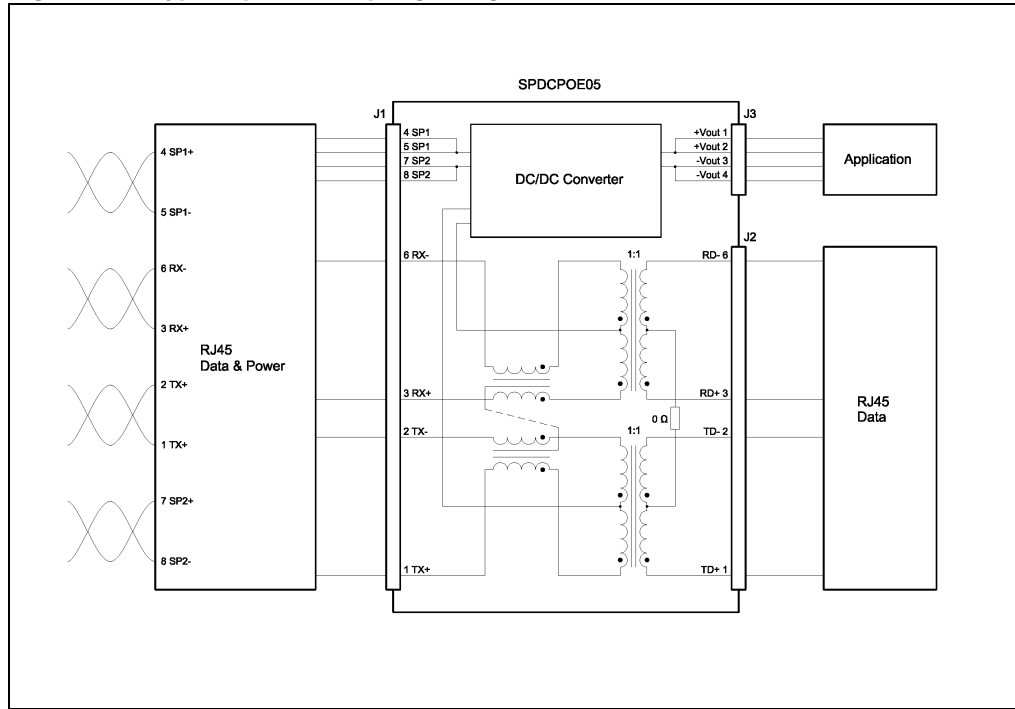 SPDCPOE05
J1
J3
4 SP1
5 SP1
7 SP2
8 SP2
DC/DC Converter
+Vout 1
+Vout 2
-Vout 3
-Vout 4
Application
4 SP1+
5 SP1-
6 RX-
3 RX+
2 TX+
1 TX+
7 SP2+
8 SP2-
RJ45
Data & Power
J2
6 RX-
1:1
RD- 6
3 RX+
RD+ 3
0 Ω
2 TX-
1:1
TD- 2
1 TX+
TD+ 1
RJ45
Data